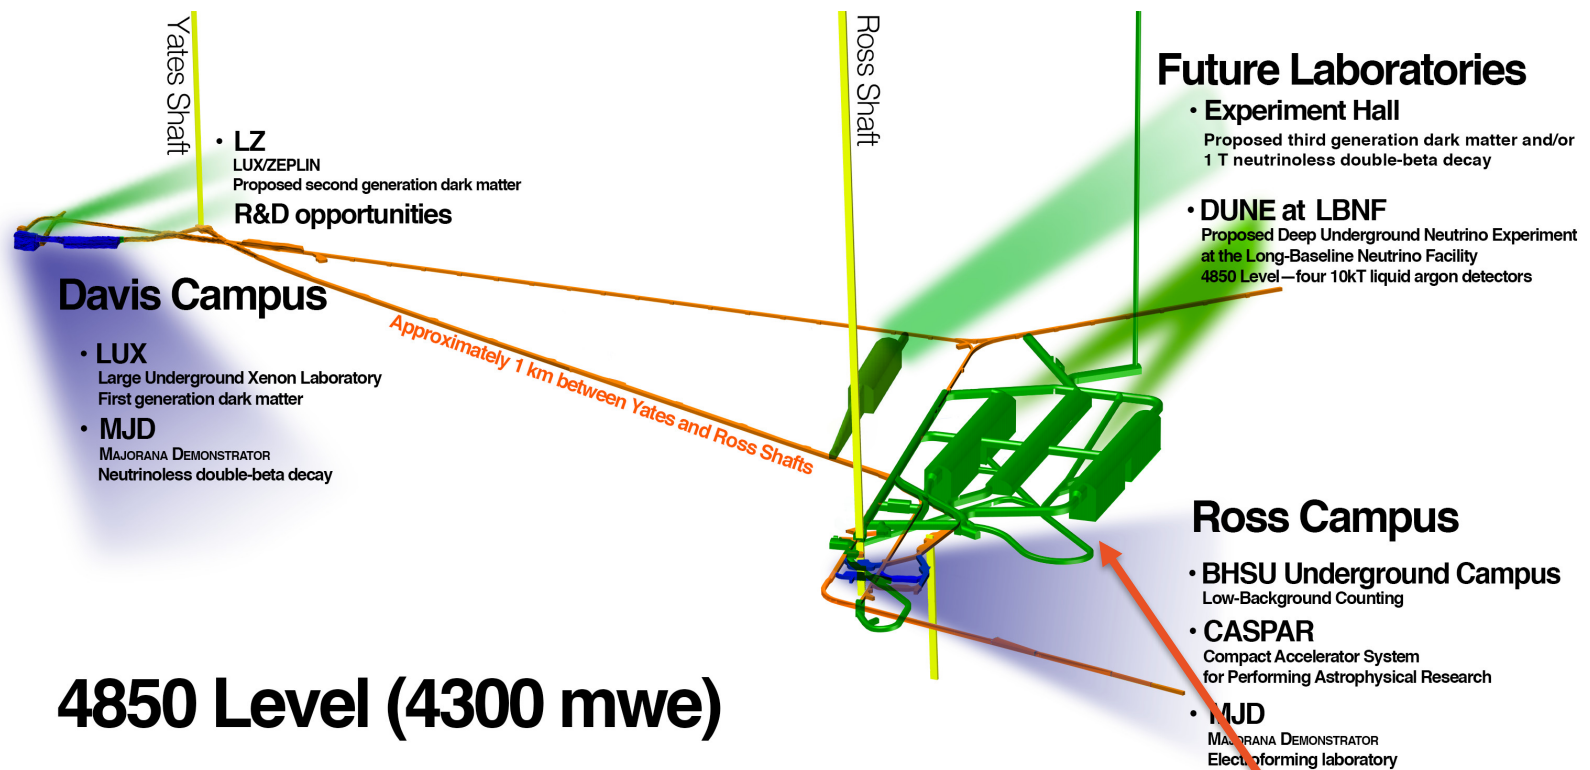 Yates Shaft
Ross Shaft
• LZ
LUX/ZEPLIN
Proposed second generation dark matter
R&D opportunities
Davis Campus
• LUX
Large Underground Xenon Laboratory
First generation dark matter
• MJD
Majorana Demonstrator
Neutrinoless double-beta decay
Approximately 1 km between Yates and Ross Shafts
Future Laboratories
• Experiment Hall
Proposed third generation dark matter and/or
1 T neutrinoless double-beta decay
• DUNE at LBNF
Proposed Deep Underground Neutrino Experiment
at the Long-Baseline Neutrino Facility
4850 Level—four 10kT liquid argon detectors
Ross Campus
• BHSU Underground Campus
Low-Background Counting
• CASPAR
Compact Accelerator System
for Performing Astrophysical Research
• MJD
Majorana Demonstrator
Electroforming laboratory
4850 Level (4300 mwe)